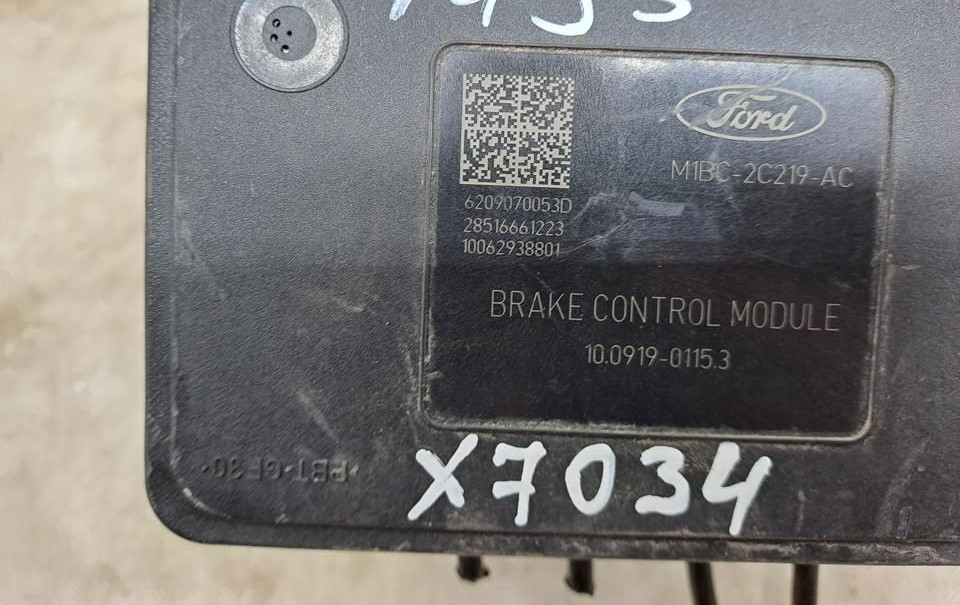 Ford
M1BC-2C219-AC
6209070053D
28516661223
10062938801
BRAKE CONTROL MODULE
10.0919-0115.3
X7034